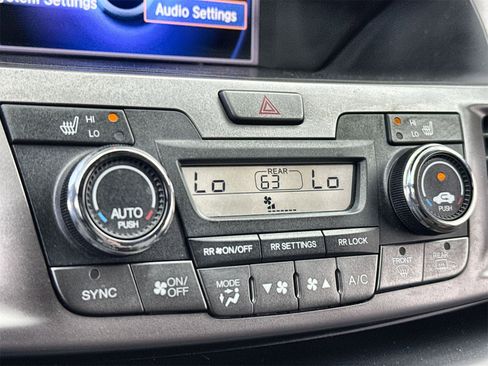 Audio Settings
HI
LO
HI
LO
REAR
Lo 63 Lo
AUTO
PUSH
PUSH
RR ON/OFF
RR SETTINGS
RR LOCK
SYNC
ON/
OFF
MODE
A/C
FRONT
REAR